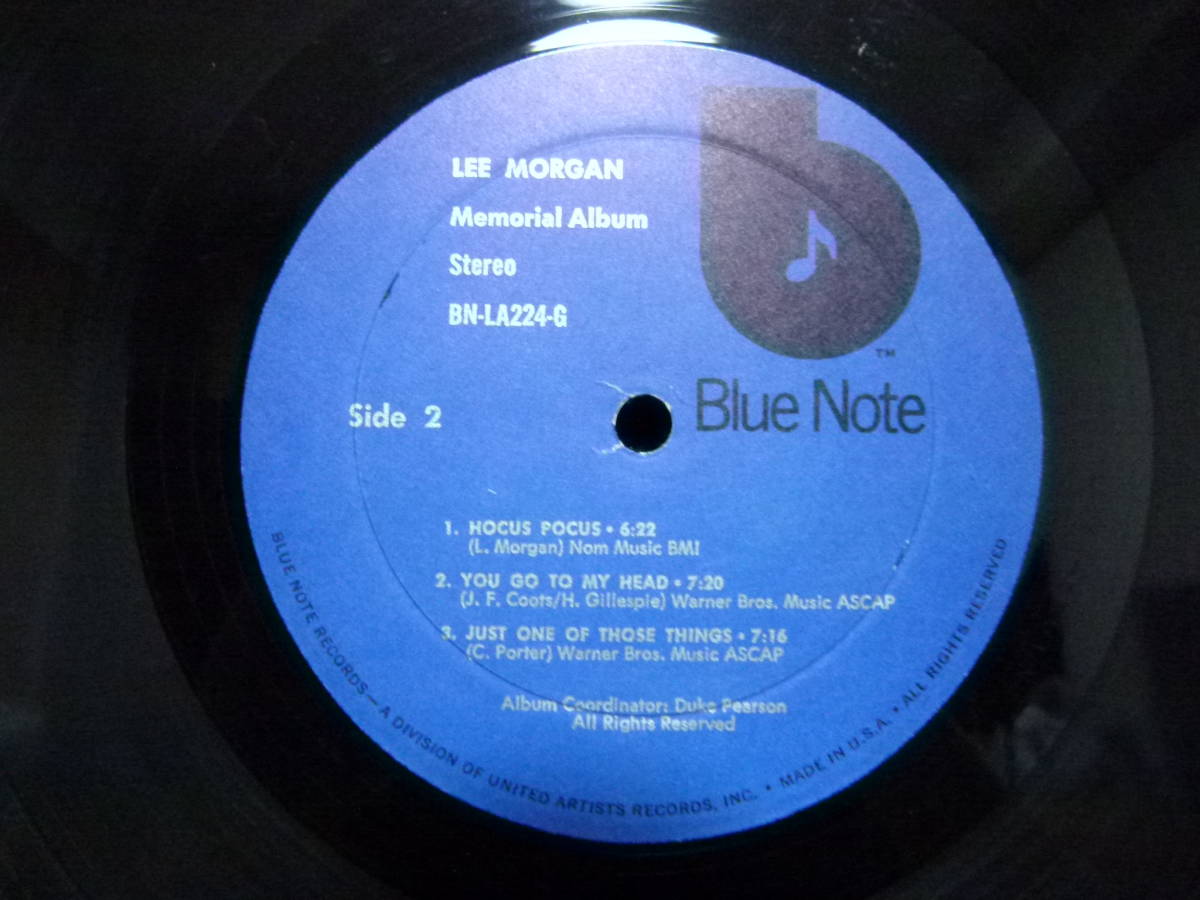 LEE MORGAN
Memorial Album
Stereo
BN-LA224-G
TM
Blue Note
Side 2
1. HOCUS POCUS • 6:22
(L. Morgan) Nom Music BMI
2. YOU GO TO MY HEAD • 7:20
(J. F. Coots/H. Gillespie) Warner Bros. Music ASCAP
3. JUST ONE OF THOSE THINGS • 7:16
(C. Porter) Warner Bros. Music ASCAP
Album Coordinator: Duke Pearson
All Rights Reserved
BLUE NOTE RECORDS—A DIVISION OF UNITED ARTISTS RECORDS, INC. • MADE IN U.S.A. • ALL RIGHTS RESERVED